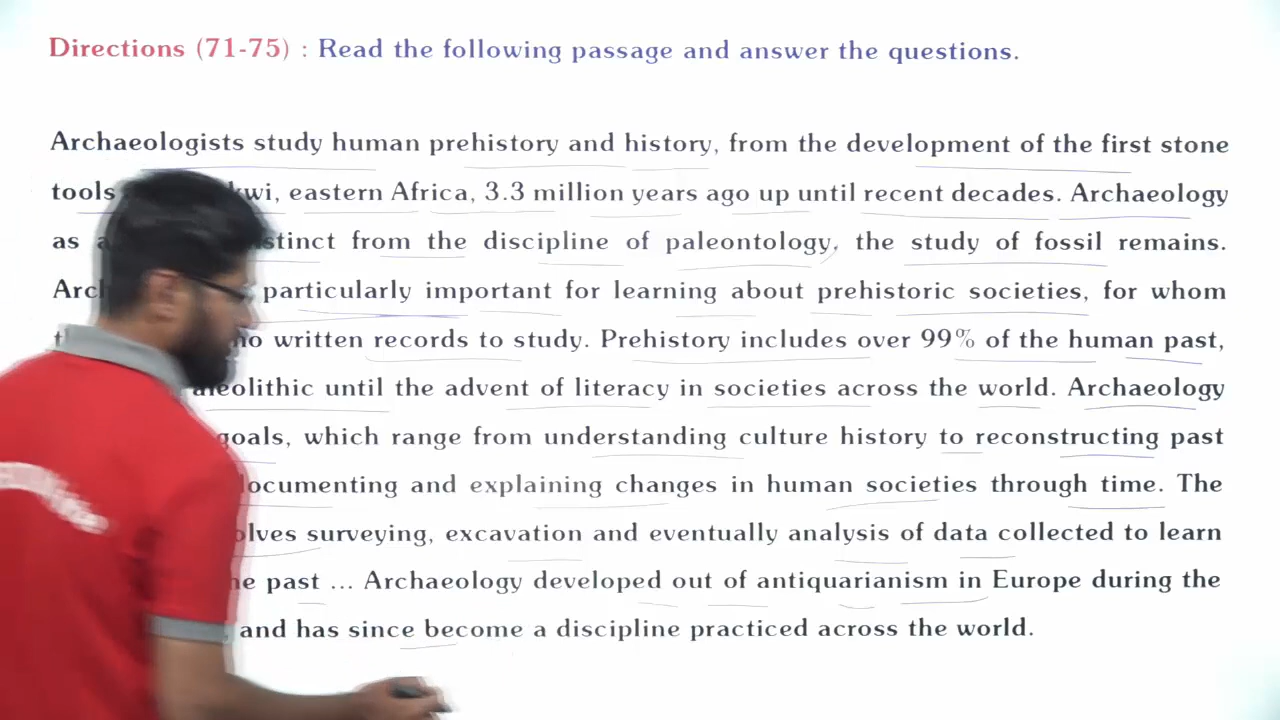 Directions (71-75) : Read the following passage and answer the questions.
Archaeologists study human prehistory and history, from the development of the first stone
tools eastern Africa, 3.3 million years ago up until recent decades. Archaeology
as from the discipline of paleontology, the study of fossil remains.
particularly important for learning about prehistoric societies, for whom
no written records to study. Prehistory includes over 99% of the human past,
until the advent of literacy in societies across the world. Archaeology
goals, which range from understanding culture history to reconstructing past
documenting and explaining changes in human societies through time. The
surveying, excavation and eventually analysis of data collected to learn
past ... Archaeology developed out of antiquarianism in Europe during the
and has since become a discipline practiced across the world.